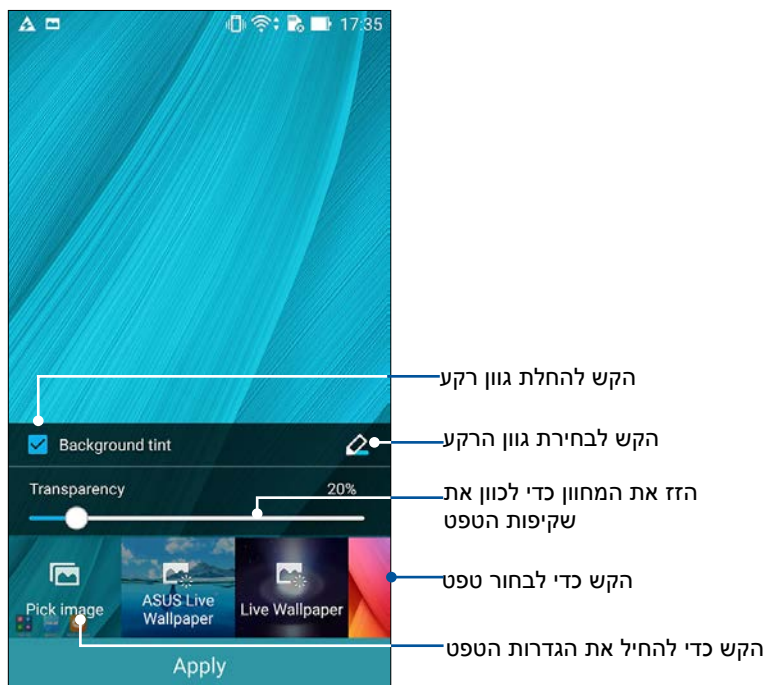 17:35
הקש להחלת גוון רקע
Background tint
הקש לבחירת גוון הרקע
Transparency 20%
הזז את המחוון כדי לכוון את
שקיפות הטפט
Pick image
ASUS Live
Wallpaper
Live Wallpaper
הקש כדי לבחור טפט
הקש כדי להחיל את הגדרות הטפט
Apply